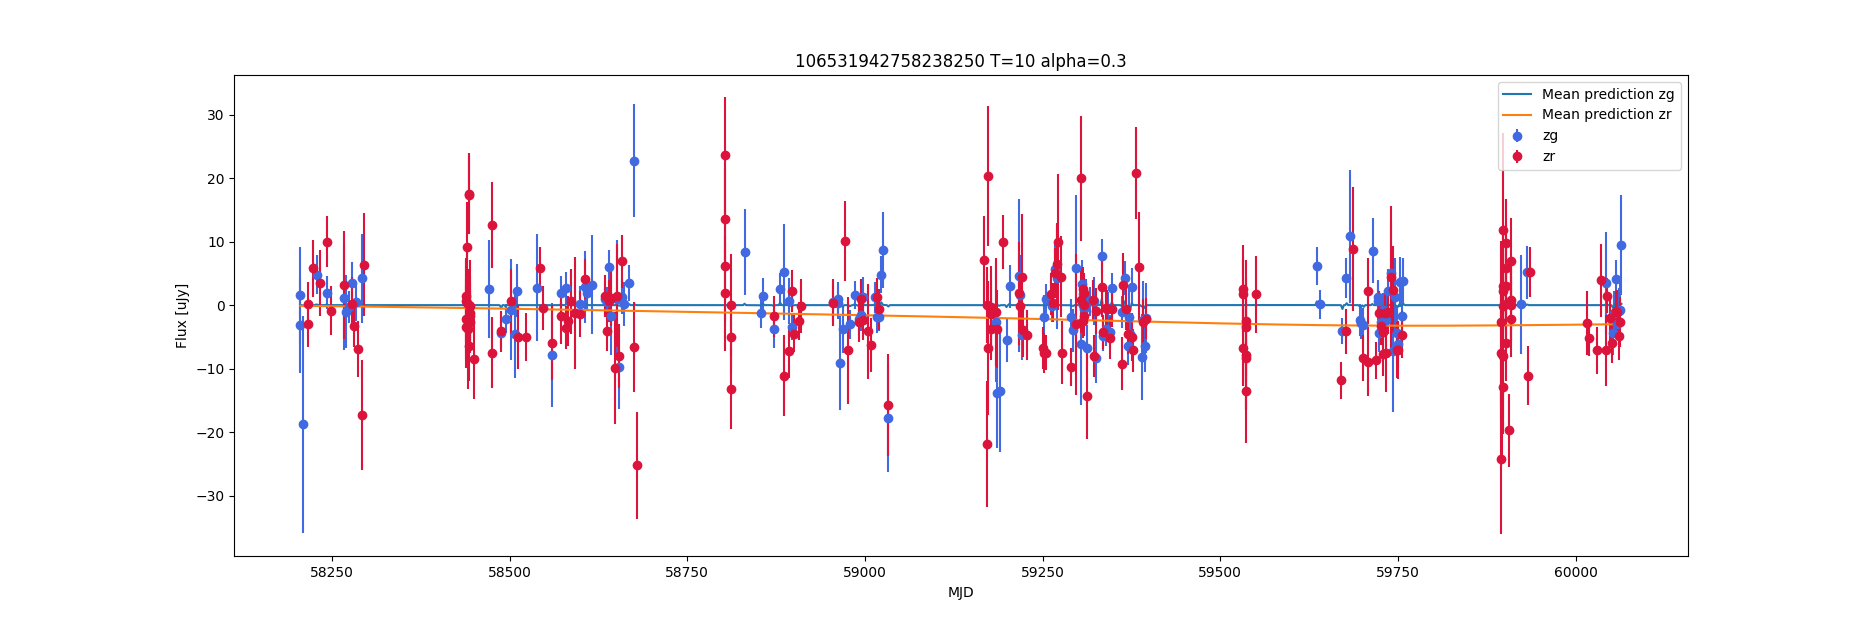 106531942758238250 T=10 alpha=0.3
Mean prediction zg
Mean prediction zr
zg
zr
Flux [uJy]
30
20
10
0
−10
−20
−30
58250 58500 58750 59000 59250 59500 59750 60000
MJD